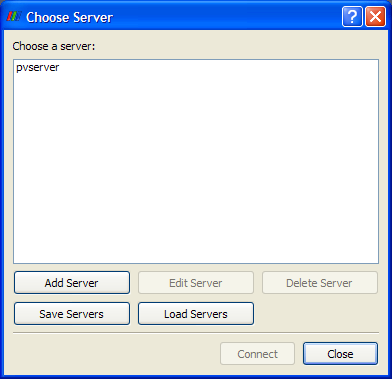 Choose Server
Choose a server:
pvserver
Add Server Edit Server Delete Server
Save Servers Load Servers
Connect Close